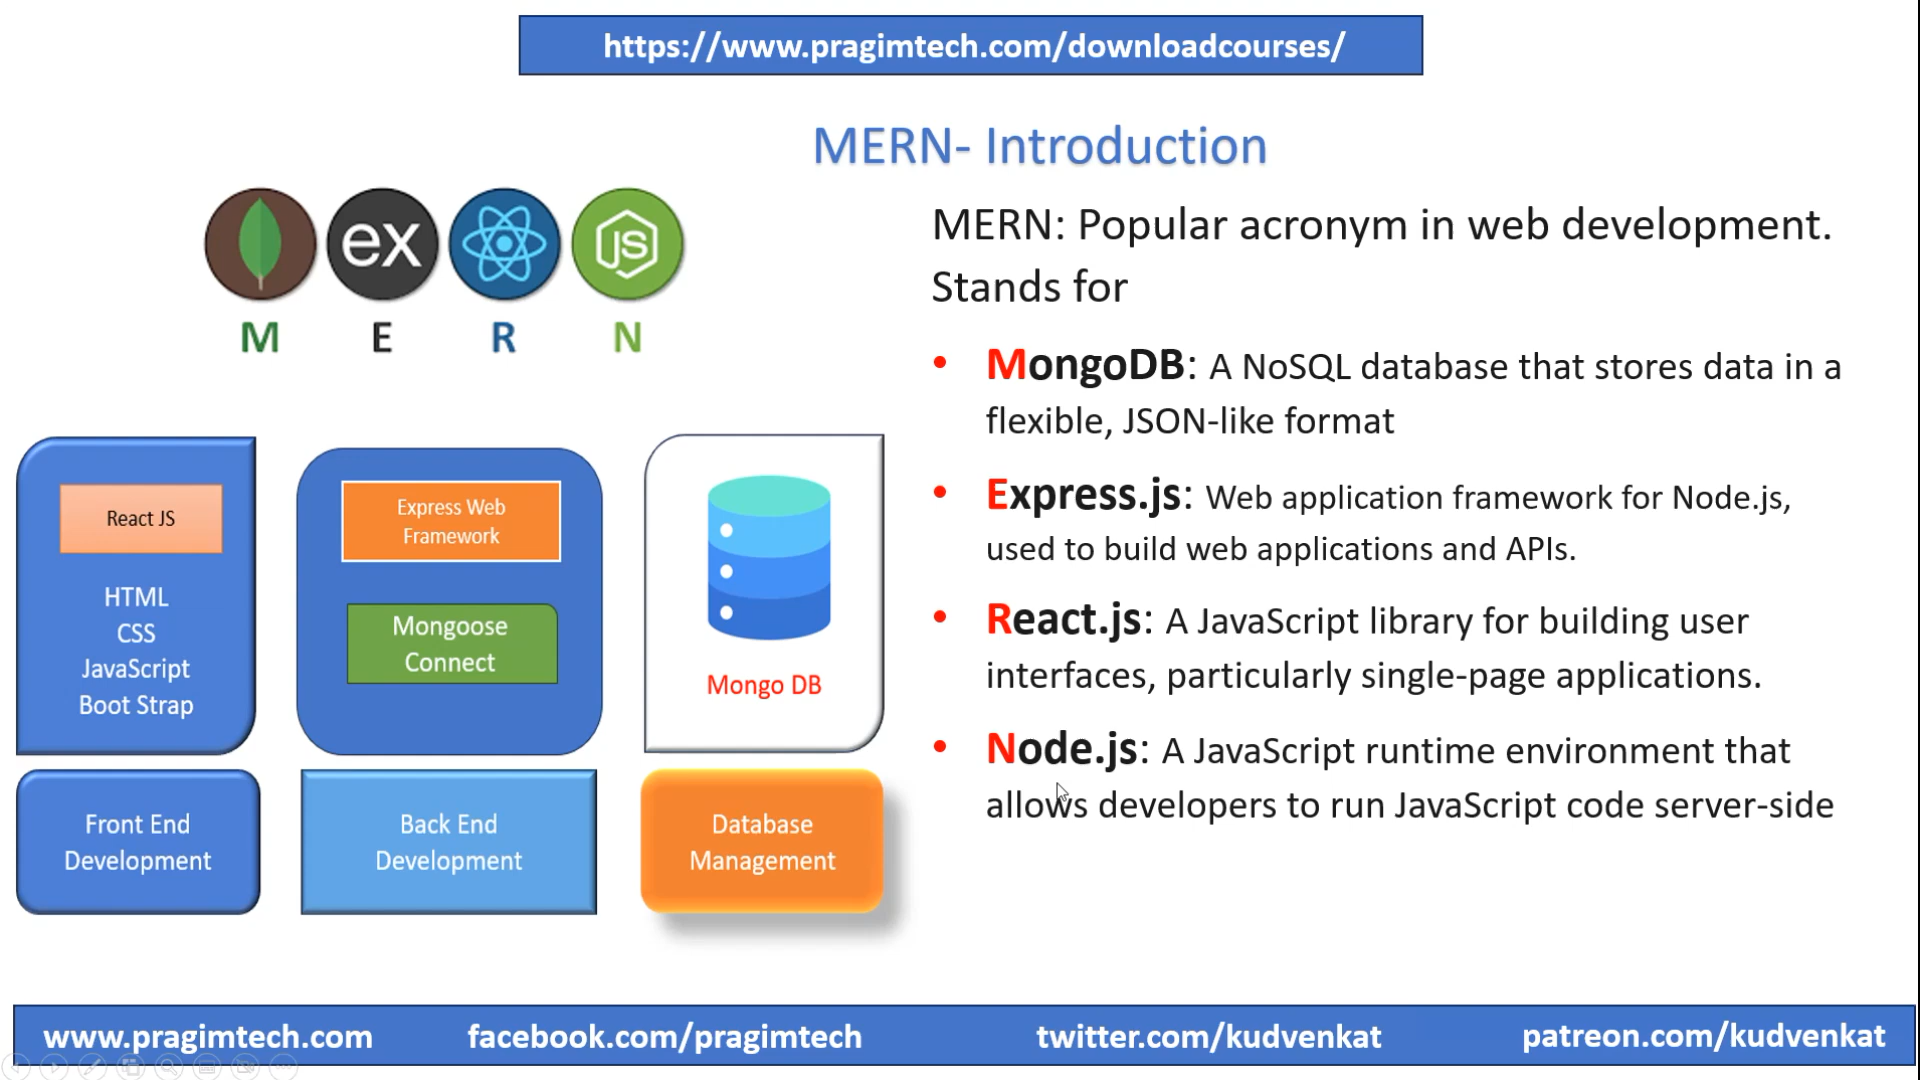 https://www.pragimtech.com/downloadcourses/
MERN- Introduction
ex
JS
M E R N
MERN: Popular acronym in web development.
Stands for
• MongoDB: A NoSQL database that stores data in a
flexible, JSON-like format
• Express.js: Web application framework for Node.js,
used to build web applications and APIs.
• React.js: A JavaScript library for building user
interfaces, particularly single-page applications.
• Node.js: A JavaScript runtime environment that
allows developers to run JavaScript code server-side
React JS
HTML
CSS
JavaScript
Boot Strap
Express Web
Framework
Mongoose
Connect
Mongo DB
Front End
Development
Back End
Development
Database
Management
www.pragimtech.com facebook.com/pragimtech twitter.com/kudvenkat patreon.com/kudvenkat